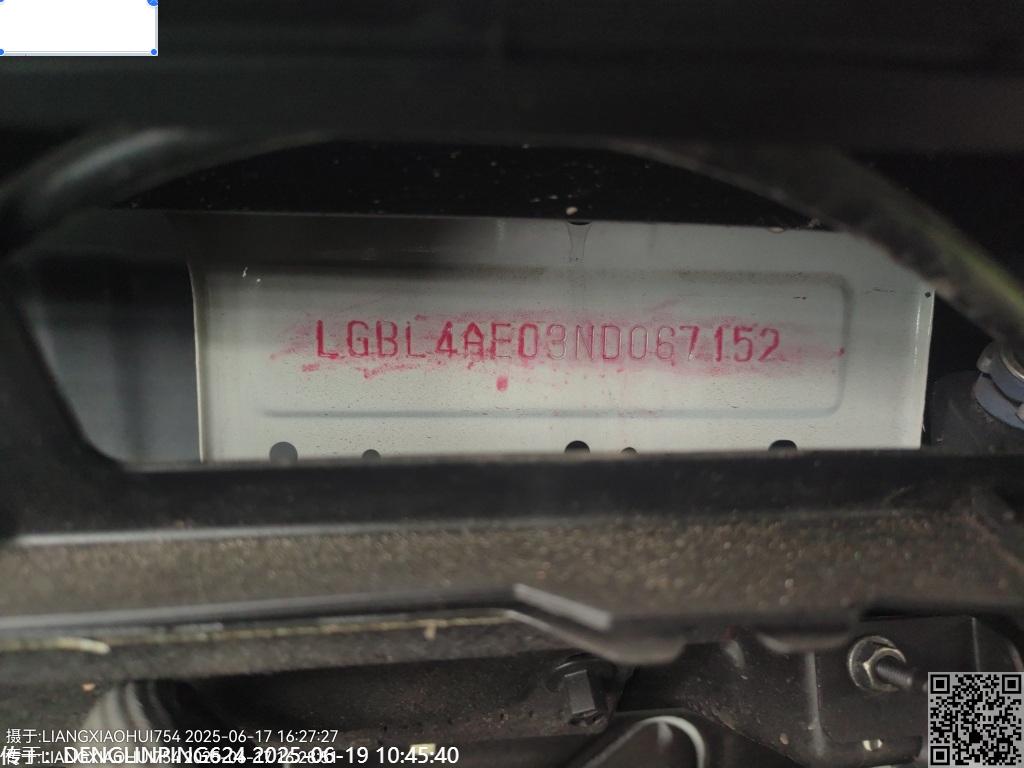 LGBL4AE03ND067152
摄于:LIANGXIAOHUI754 2025-06-17 16:27:27
传于: DENGLINPING624 2025-06-19 10:45:40